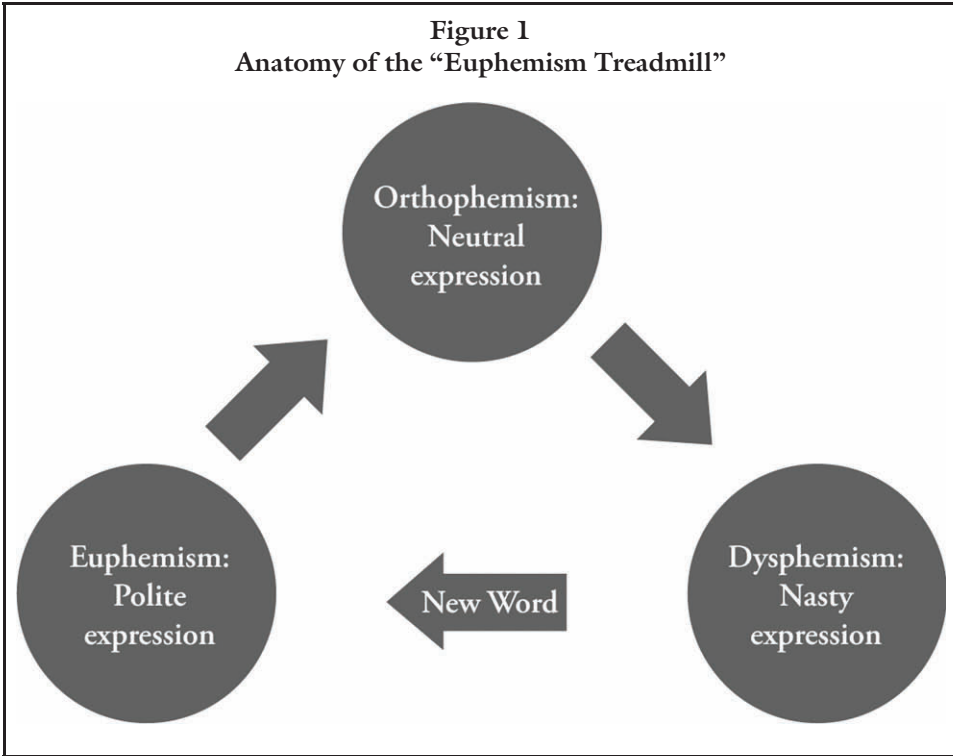 Figure 1
Anatomy of the “Euphemism Treadmill”
Orthophemism:
Neutral
expression
Euphemism:
Polite
expression
New Word
Dysphemism:
Nasty
expression